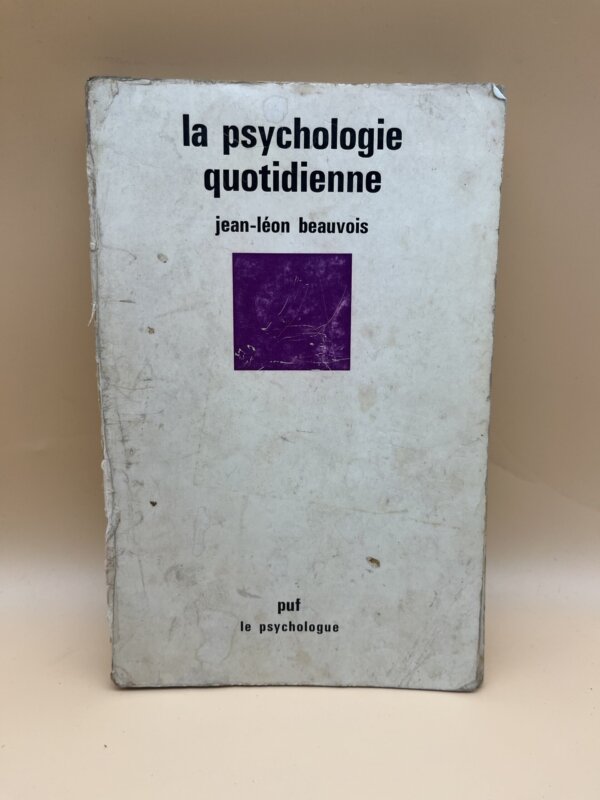 la psychologie
quotidienne
jean-léon beauvois
puf
le psychologue